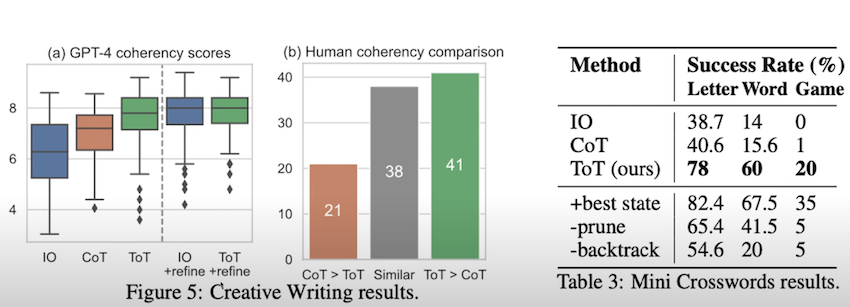 (a) GPT-4 coherency scores
8
6
4
IO CoT ToT IO ToT
+refine +refine
(b) Human coherency comparison
40
30
20
10
0
21 38 41
CoT > ToT Similar ToT > CoT
Figure 5: Creative Writing results.
Method Success Rate (%)
Letter Word Game
IO 38.7 14 0
CoT 40.6 15.6 1
ToT (ours) 78 60 20
+best state 82.4 67.5 35
-prune 65.4 41.5 5
-backtrack 54.6 20 5
Table 3: Mini Crosswords results.